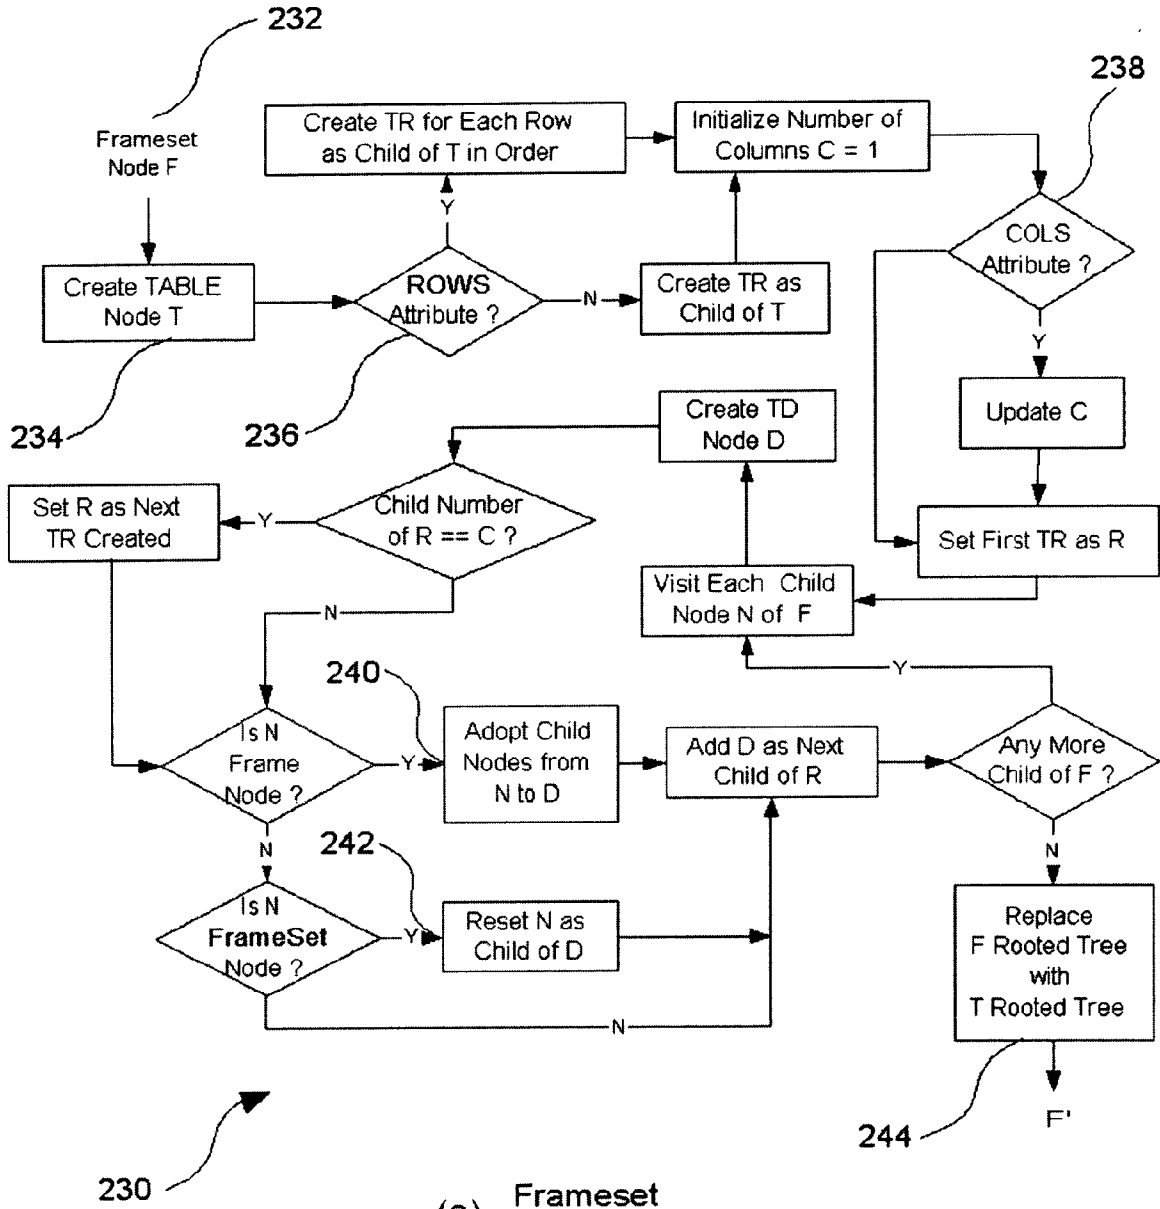 232
238
Frameset
Node F
Create TR for Each Row
as Child of T in Order
Initialize Number of
Columns C = 1
Y
COLS
Attribute ?
Create TABLE
Node T
ROWS
Attribute ?
N
Create TR as
Child of T
Y
234
236
Create TD
Node D
Update C
Set R as Next
TR Created
Y
Child Number
of R == C ?
Set First TR as R
Visit Each Child
Node N of F
N
240
Y
Is N
Frame
Node ?
Y
Adopt Child
Nodes from
N to D
Add D as Next
Child of R
Any More
Child of F ?
N
242
N
Is N
FrameSet
Node ?
Y
Reset N as
Child of D
Replace
F Rooted Tree
with
T Rooted Tree
N
244
F'
230
Frameset